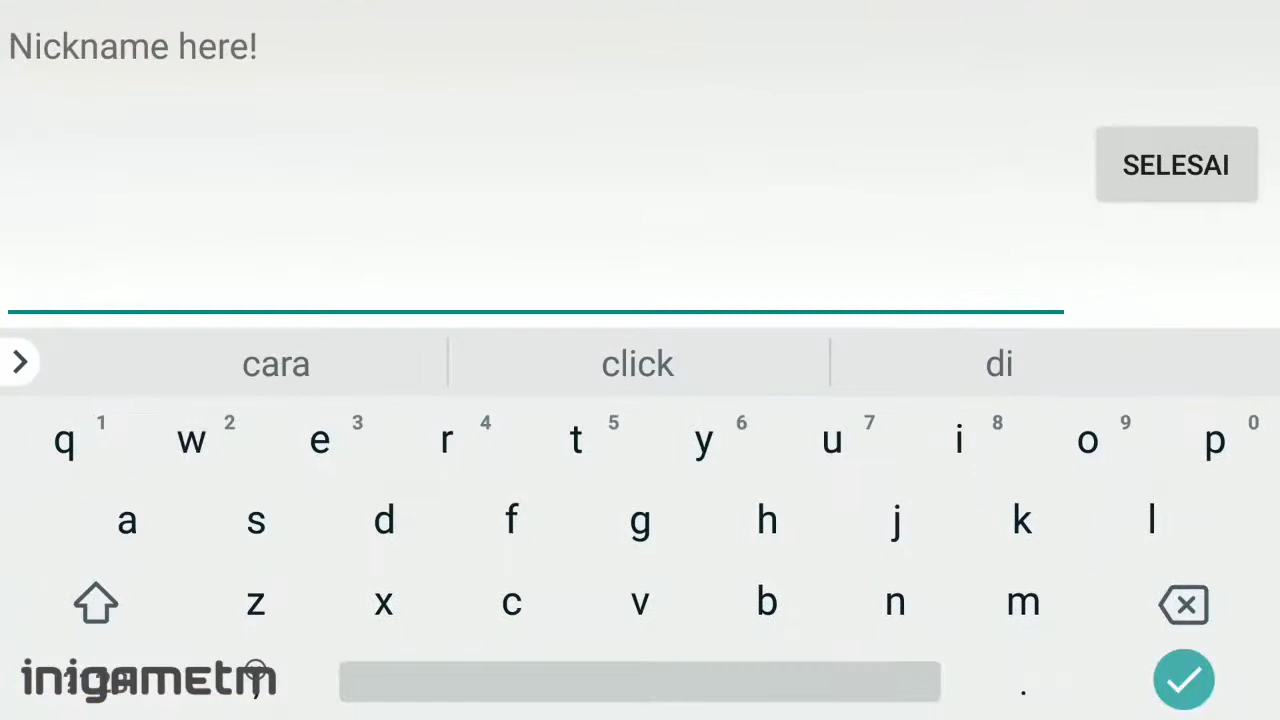 Nickname here!
SELESAI
cara click di
q 1 w 2 e 3 r 4 t 5 y 6 u 7 i 8 o 9 p 0
a s d f g h j k l
z x c v b n m
inigametm , .